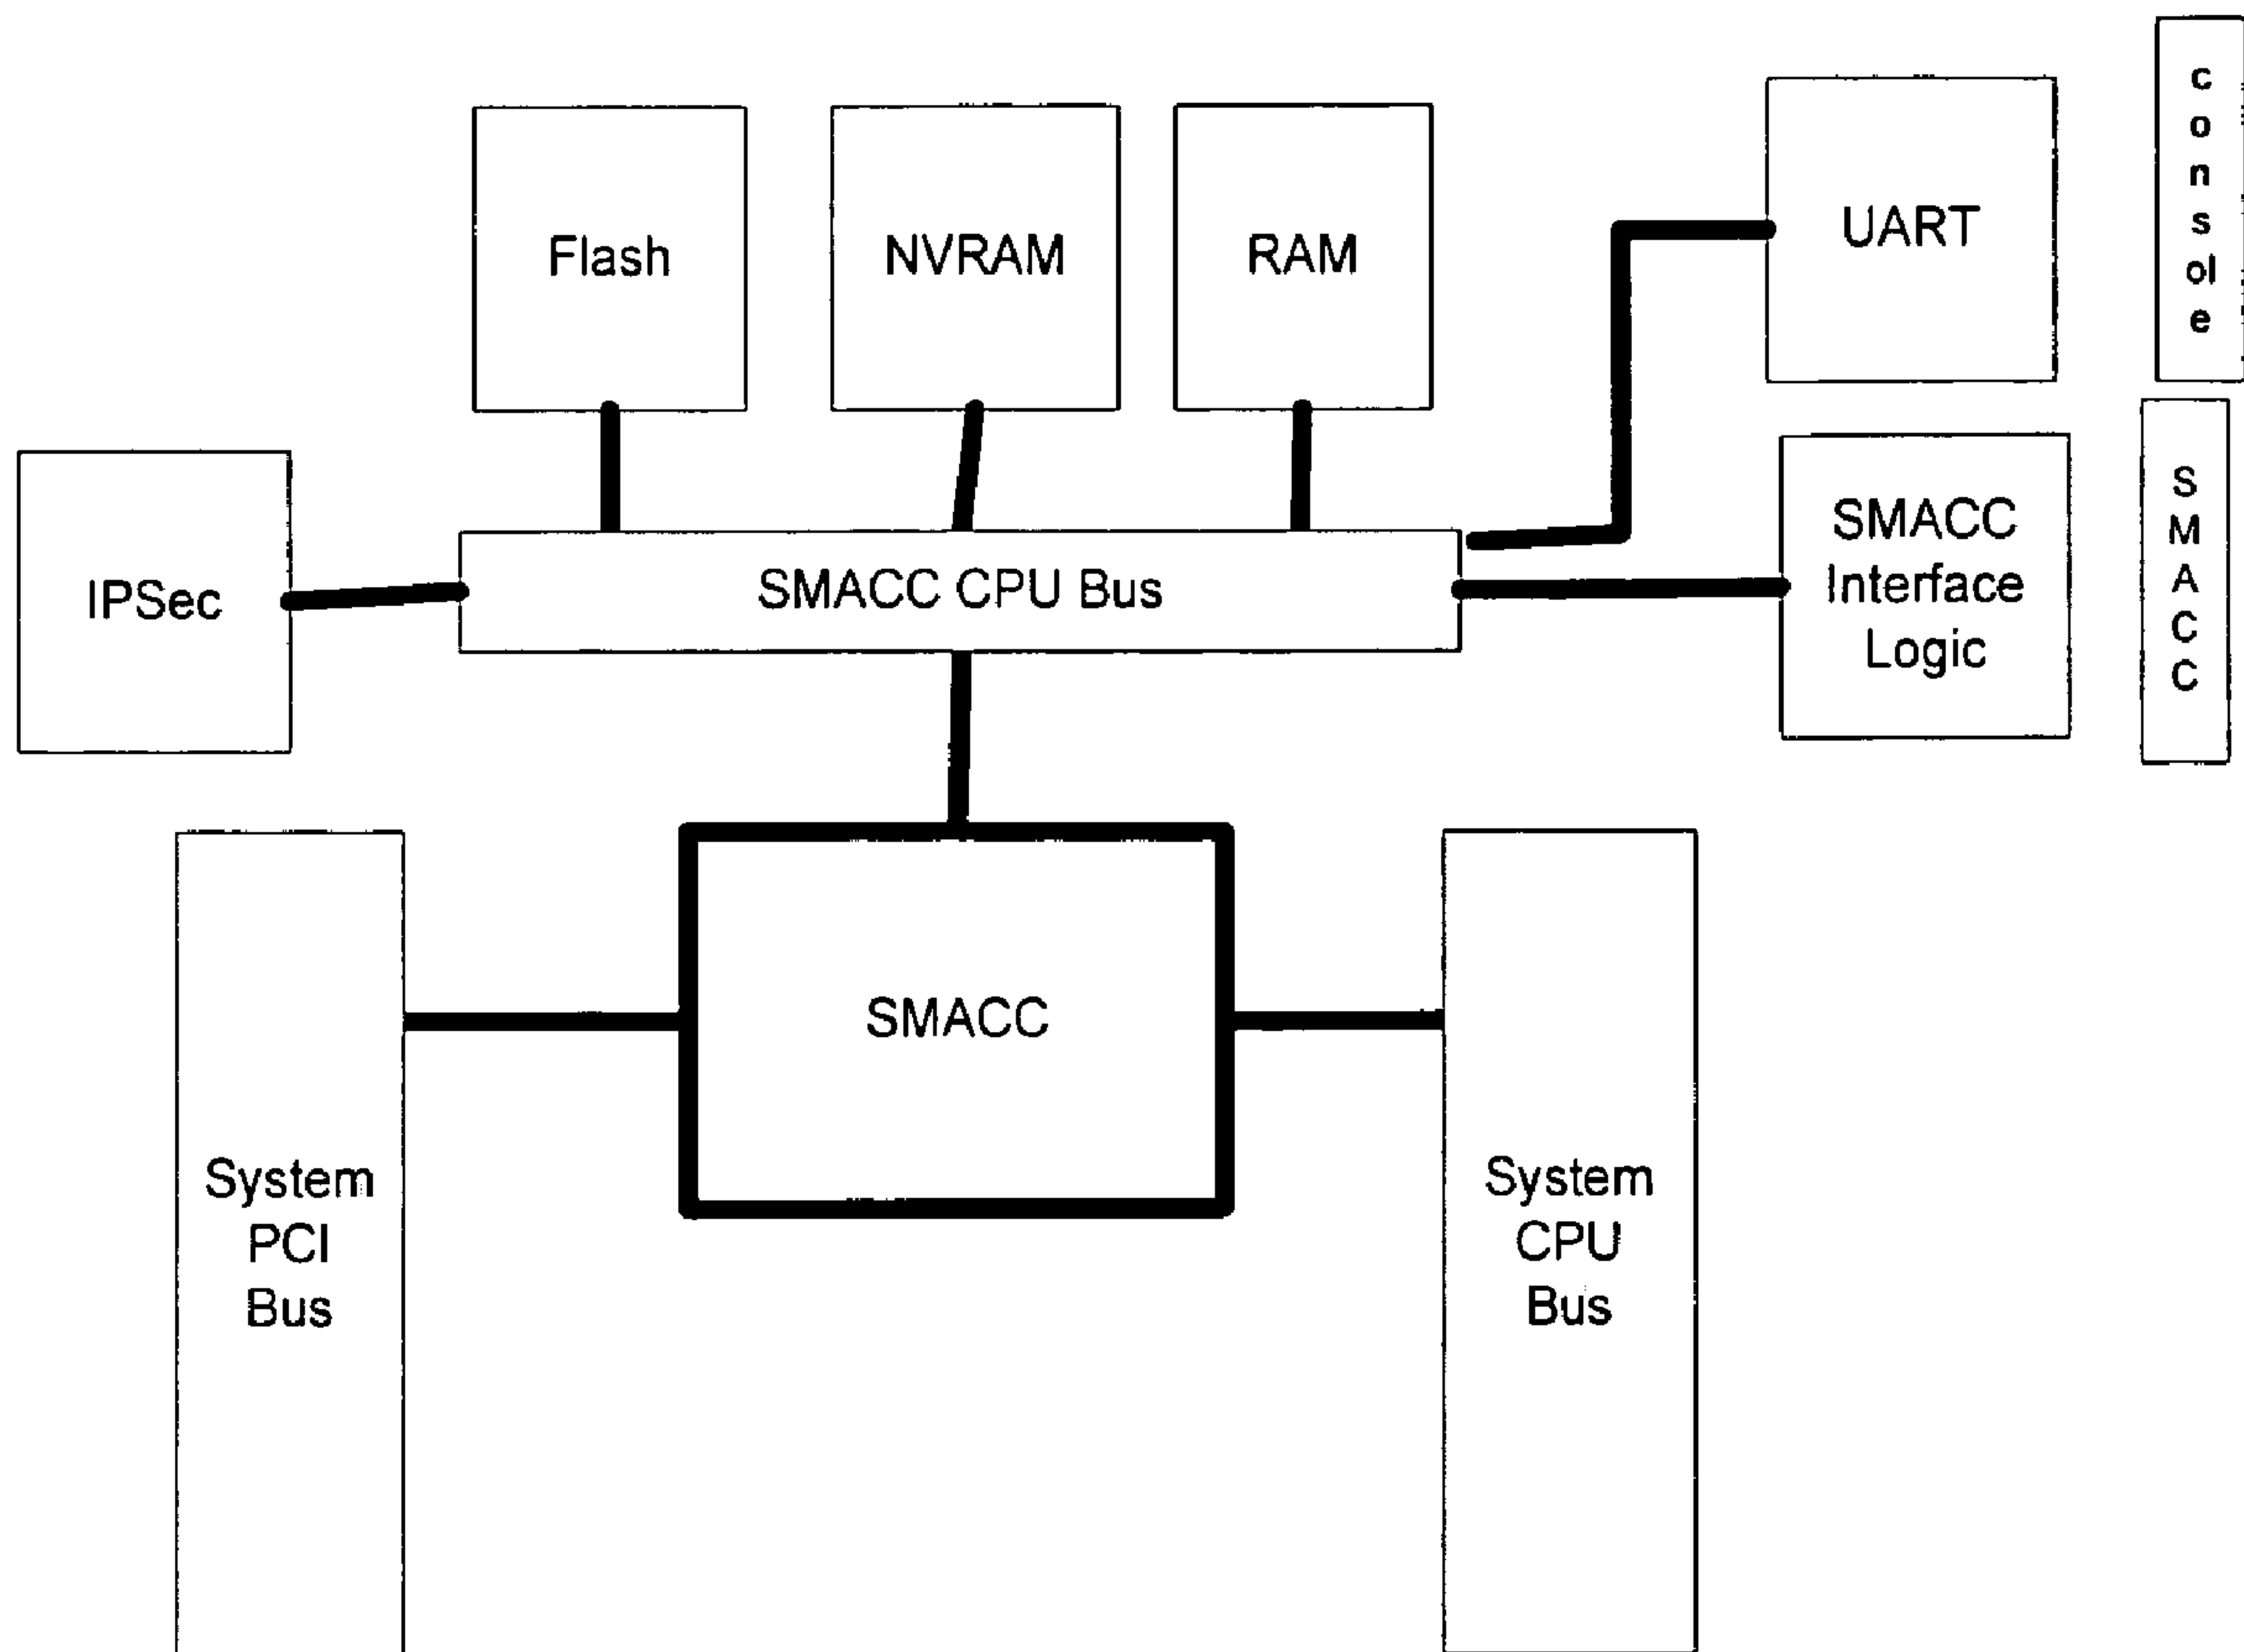 Flash
NVRAM
RAM
UART
c
o
n
s
ol
e
IPSec
SMACC CPU Bus
SMACC
Interface
Logic
S
M
A
C
C
SMACC
System
PCI
Bus
System
CPU
Bus